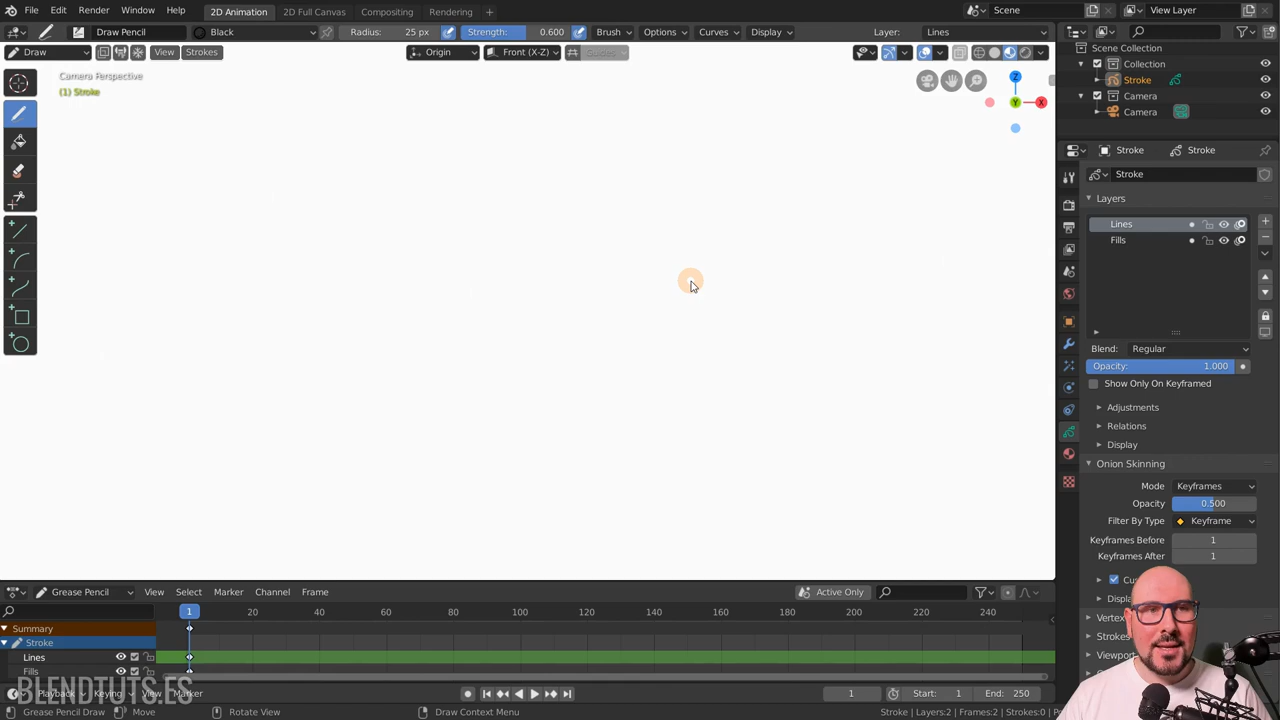 File Edit Render Window Help 2D Animation 2D Full Canvas Compositing Rendering + Scene View Layer
Draw Pencil Black Radius: 25 px Strength: 0.600 Brush Options Curves Display Layer: Lines
Draw View Strokes Origin Front (X-Z) Guides
Camera Perspective
(1) Stroke
Z
Y
X
Scene Collection
Collection
Stroke
Camera
Camera
Stroke Stroke
Stroke
Layers
Lines
Fills
Blend: Regular
Opacity: 1.000
Show Only On Keyframed
Adjustments
Relations
Display
Onion Skinning
Mode Keyframes
Opacity 0.500
Filter By Type Keyframe
Keyframes Before 1
Keyframes After 1
Grease Pencil View Select Marker Channel Frame Active Only
1 20 40 60 80 100 120 140 160 180 200 220 240
Summary
Stroke
Lines
Fills
Playback Keying View Marker 1 Start: 1 End: 250
BLENDTUTS.ES
Grease Pencil Draw Move Rotate View Draw Context Menu Stroke | Layers:2 | Frames:2 | Strokes:0 |